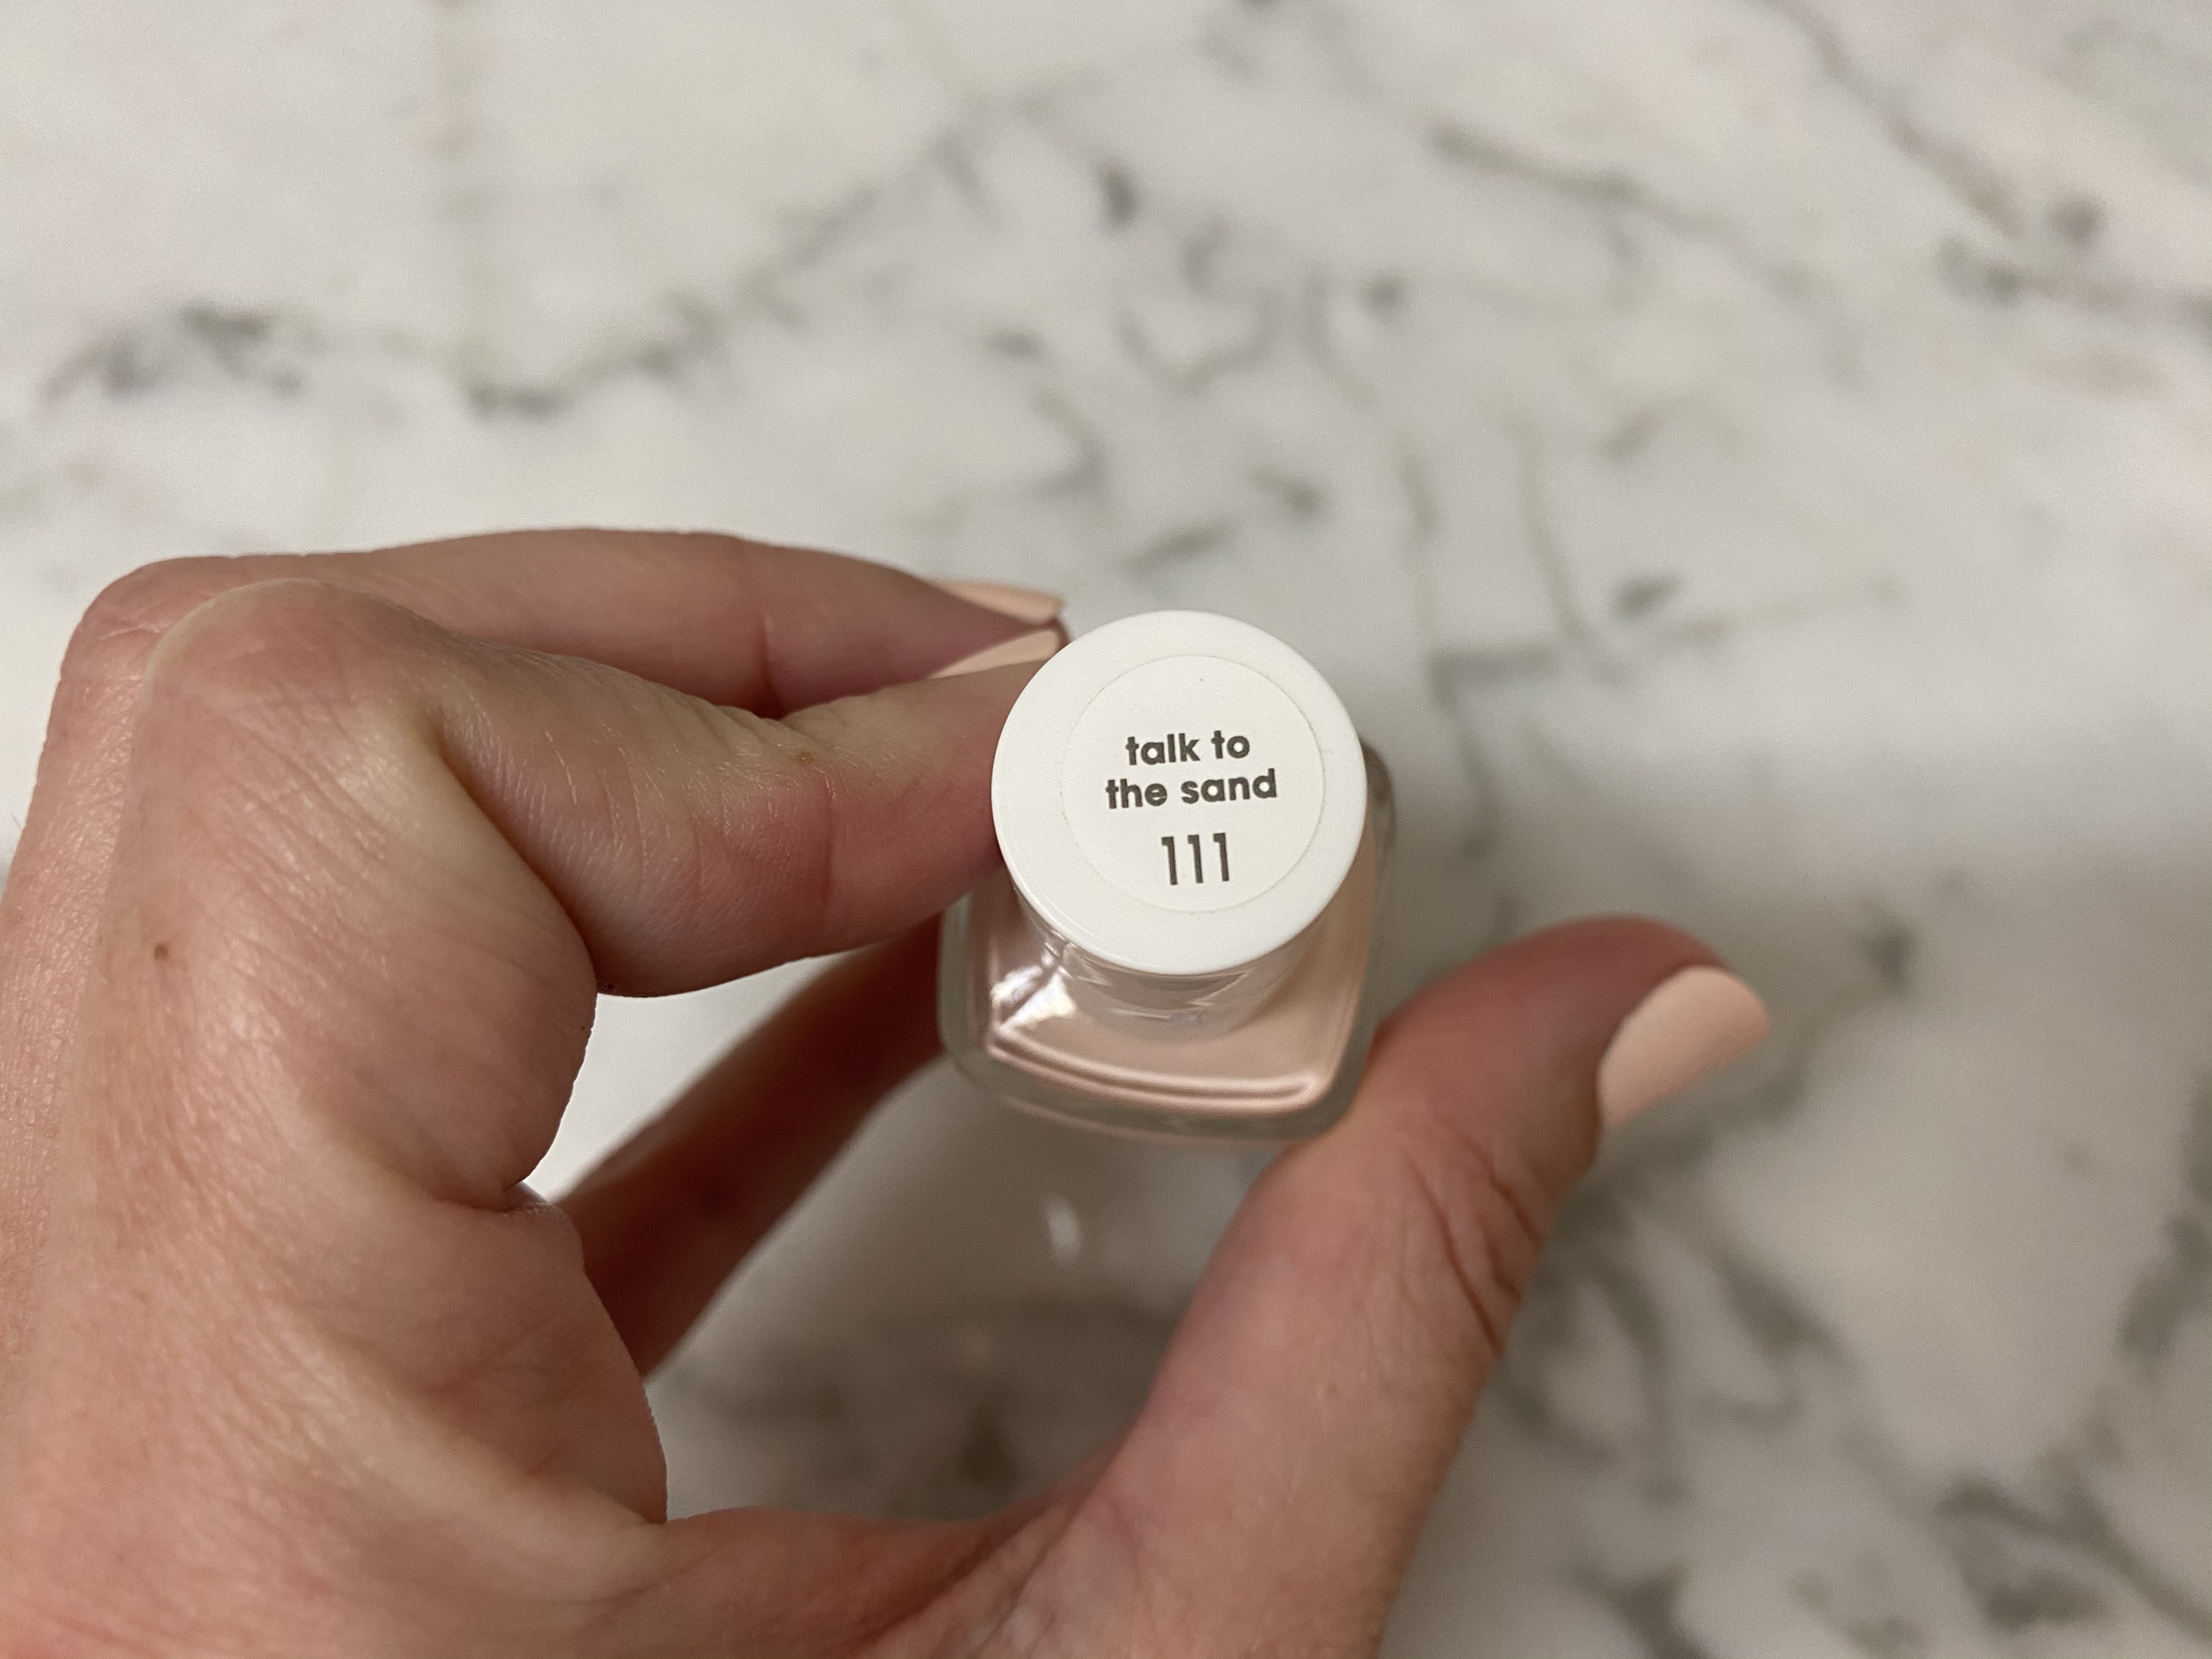 talk to
the sand
111